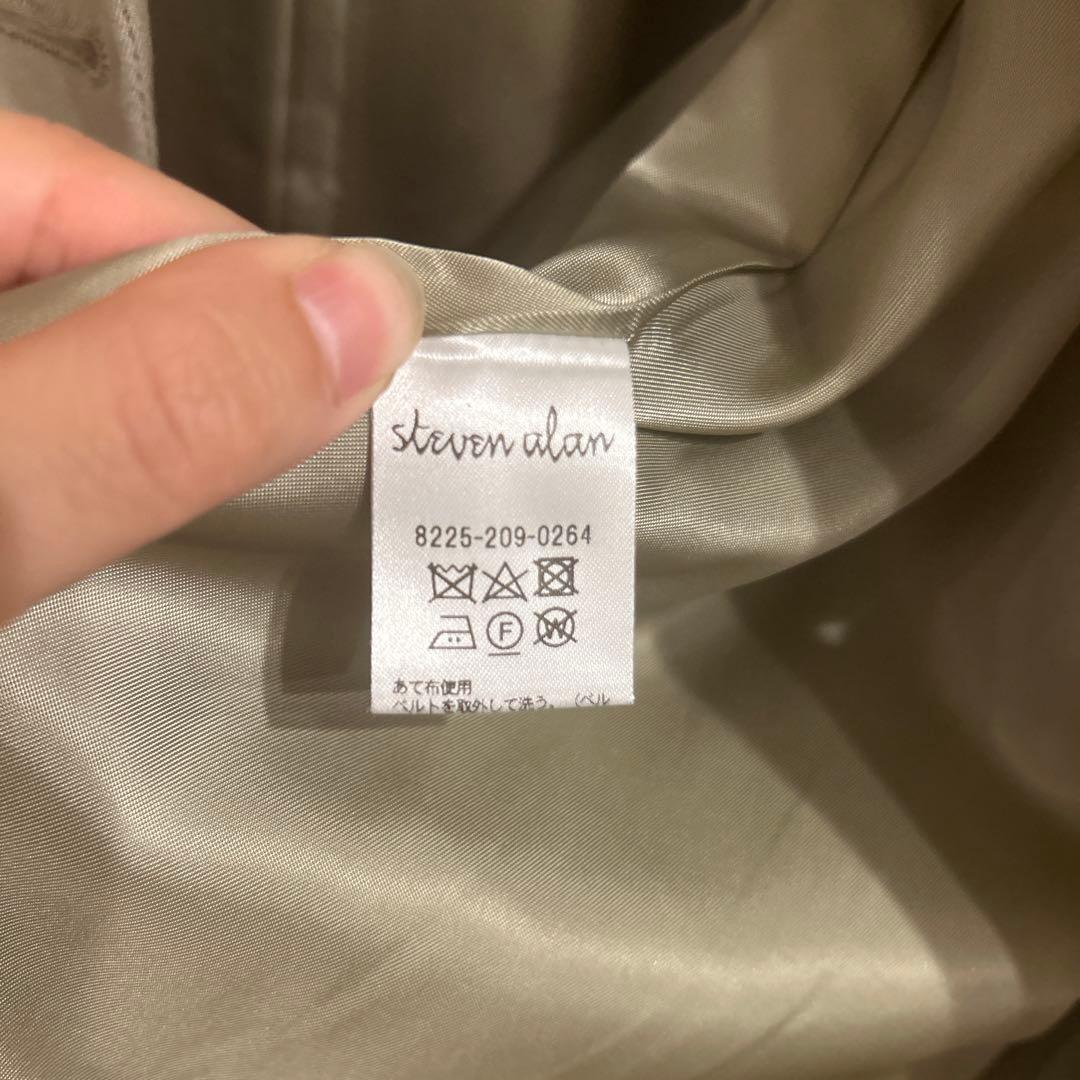 steven alan
8225-209-0264
F
W
あて布使用
ベルトを取外して洗う。（ベル